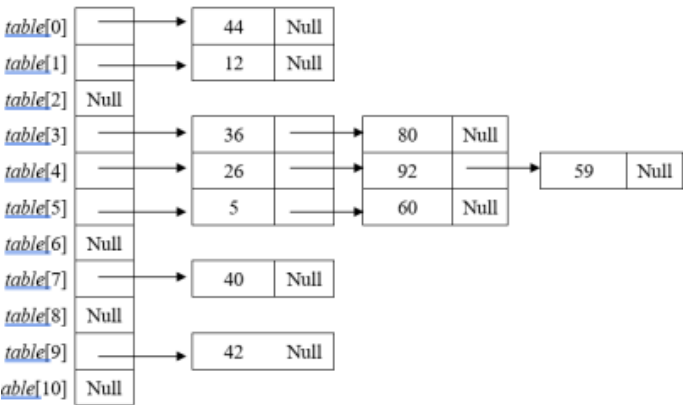 table[0] 44 Null
table[1] 12 Null
table[2] Null
table[3] 36 80 Null
table[4] 26 92 59 Null
table[5] 5 60 Null
table[6] Null
table[7] 40 Null
table[8] Null
table[9] 42 Null
able[10] Null